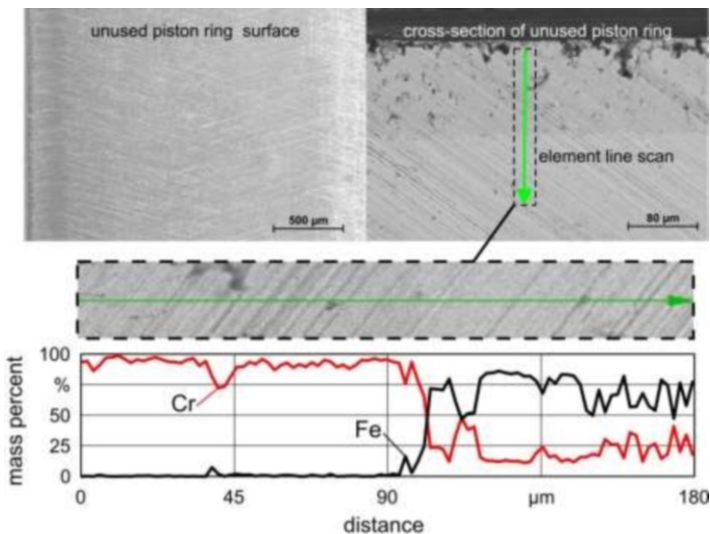 unused piston ring surface
cross-section of unused piston ring
element line scan
500 µm
80 µm
100
%
50
25
0
mass percent
Cr
Fe
0
45
90
µm
180
distance